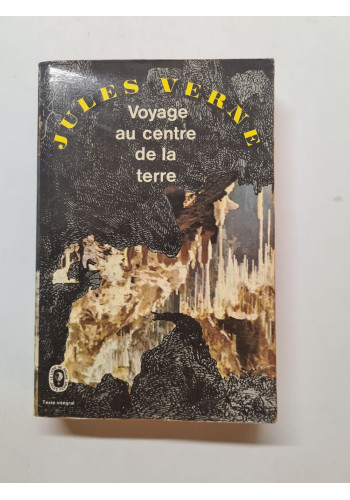 JULES VERNE
Voyage
au centre
de la
terre
Texte intégral